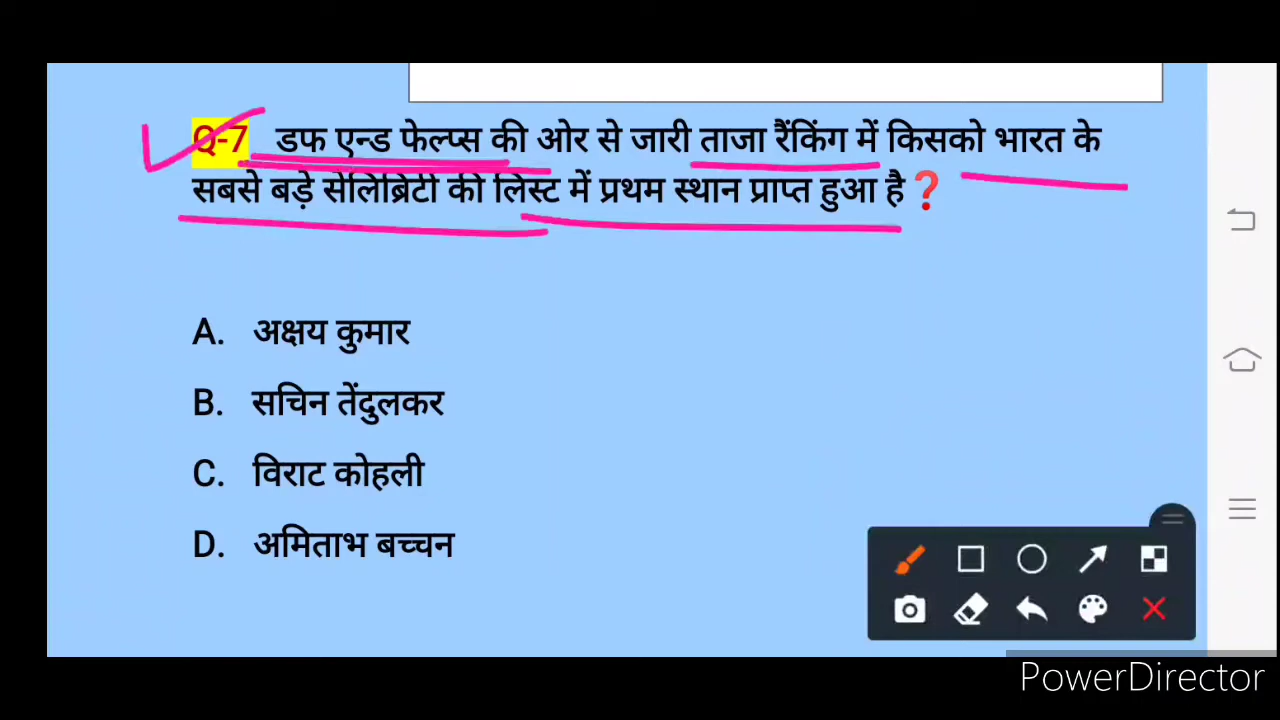 Q-7 डफ एन्ड फेल्प्स की ओर से जारी ताजा रैंकिंग में किसको भारत के
सबसे बड़े सेलिब्रिटी की लिस्ट में प्रथम स्थान प्राप्त हुआ है❓
A. अक्षय कुमार
B. सचिन तेंदुलकर
C. विराट कोहली
D. अमिताभ बच्चन
PowerDirector